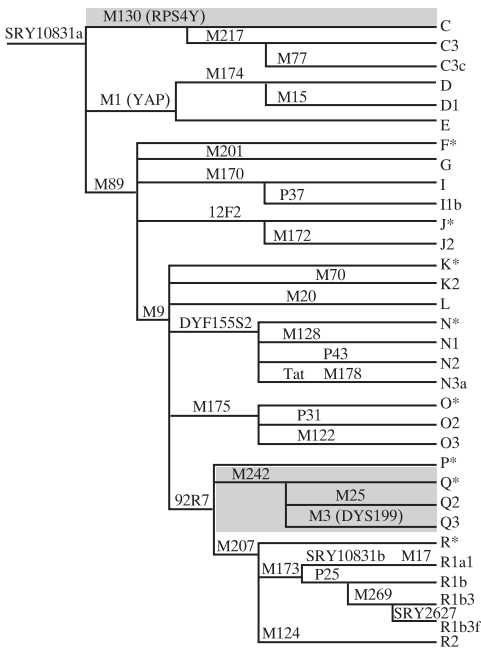 M130 (RPS4Y)
C
SRY10831a
M217
C3
M77
C3c
M174
D
M15
D1
M1 (YAP)
E
F*
M201
G
M170
I
M89
P37
I1b
12F2
J*
M172
J2
K*
M70
K2
M20
L
M9
DYF155S2
N*
M128
N1
P43
N2
Tat M178
N3a
M175
O*
P31
O2
M122
O3
P*
M242
Q*
92R7
M25
Q2
M3 (DYS199)
Q3
M207
R*
SRY10831b M17
R1a1
M173
P25
R1b
M269
R1b3
SRY2627
R1b3f
M124
R2